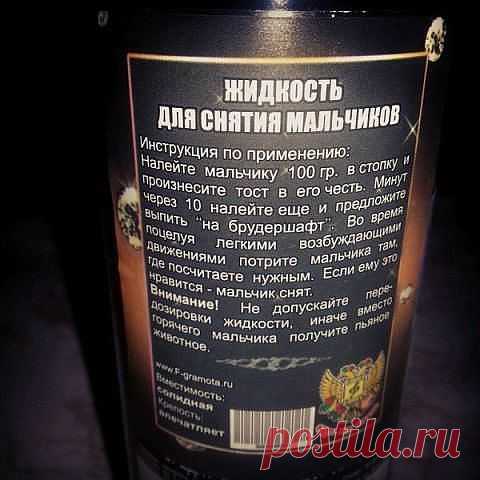 ЖИДКОСТЬ
ДЛЯ СНЯТИЯ МАЛЬЧИКОВ
Инструкция по применению:
Налейте мальчику 100 гр. в стопку и
произнесите тост в его честь. Минут
через 10 налейте еще и предложите
выпить "на брудершафт". Во время
поцелуя легкими возбуждающими
движениями потрите мальчика там,
где посчитаете нужным. Если ему это
нравится - мальчик снят.
Внимание! Не допускайте пере-
дозировки жидкости, иначе вместо
горячего мальчика получите пьяное
животное.
www.F-gramota.ru
Вместимость:
солидная
Крепость:
впечатляет
postila.ru